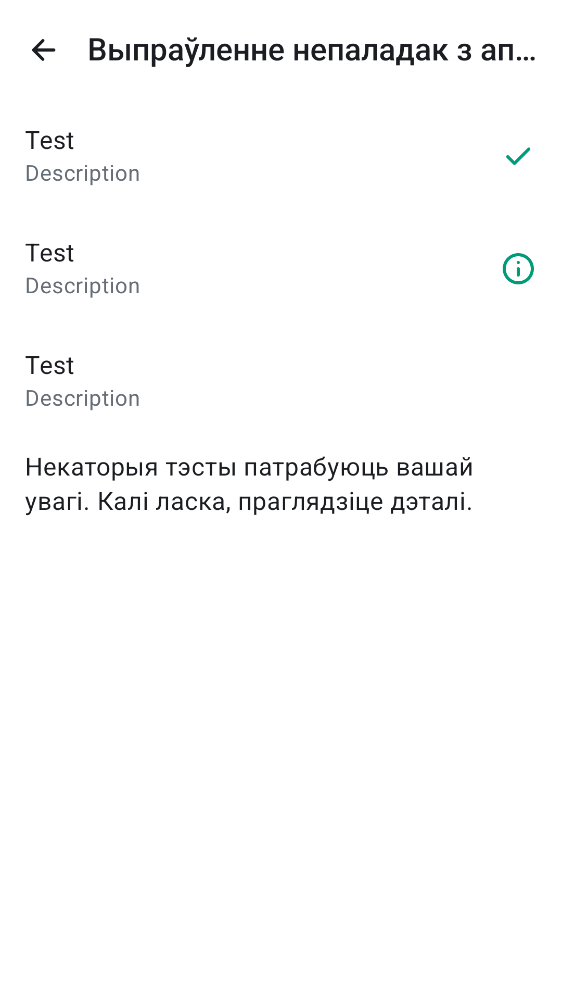 Выпраўленне непаладак з ап...
Test
Description
Test
Description
Test
Description
Некаторыя тэсты патрабуюць вашай
увагі. Калі ласка, праглядзіце дэталі.